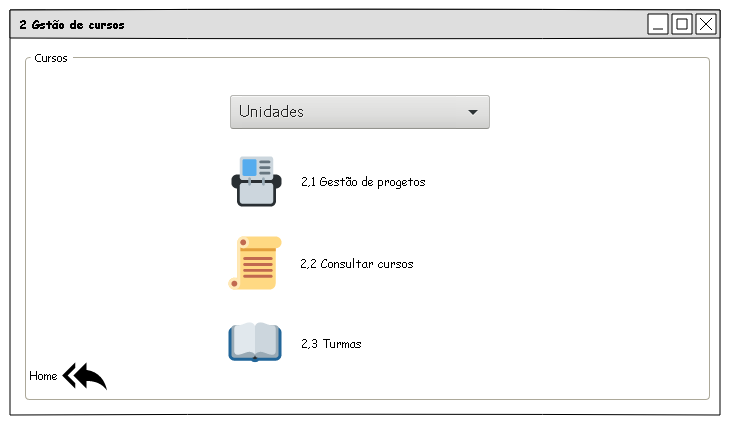 2 Gstão de cursos
Cursos
Unidades
2,1 Gestão de progetos
2,2 Consultar cursos
2,3 Turmas
Home